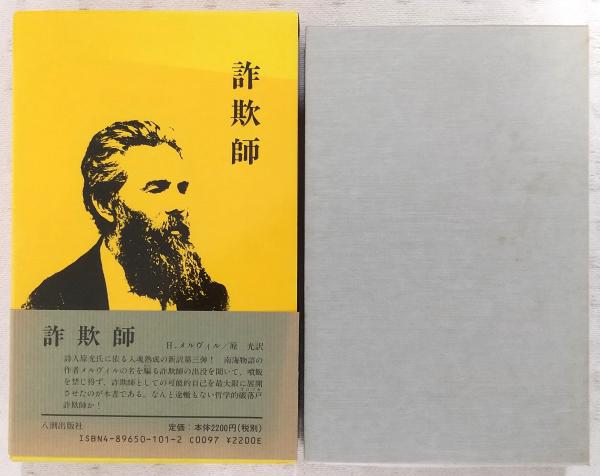 詐欺師
詐欺師
H.メルヴィル/原 光訳
詩人原光氏に依る入魂熟成の新訳第三弾! 南海物語の
作者メルヴィルの名を騙る詐欺師の出没を聞いて、噴飯
を禁じ得ず、詐欺師としての可能的自己を最大限に展開
させたのが本書である。なんと途轍もない哲学的破落戸
詐欺師か!
八潮出版社
定価:本体2200円(税別)
ISBN4-89650-101-2 C0097 ¥2200E